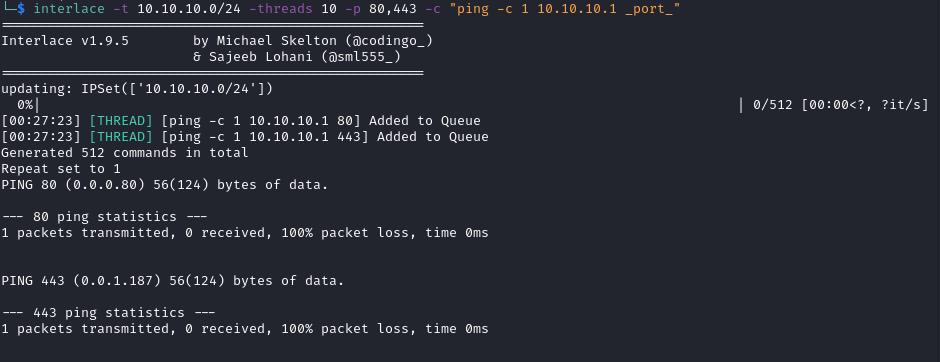 └─$ interlace -t 10.10.10.0/24 -threads 10 -p 80,443 -c "ping -c 1 10.10.10.1 _port_"
=====================================================
Interlace v1.9.5        by Michael Skelton (@codingo_)
                        & Sajeeb Lohani (@sml555_)
=====================================================
updating: IPSet(['10.10.10.0/24'])
  0%|                                                                                        | 0/512 [00:00<?, ?it/s]
[00:27:23] [THREAD] [ping -c 1 10.10.10.1 80] Added to Queue
[00:27:23] [THREAD] [ping -c 1 10.10.10.1 443] Added to Queue
Generated 512 commands in total
Repeat set to 1
PING 80 (0.0.0.80) 56(124) bytes of data.

--- 80 ping statistics ---
1 packets transmitted, 0 received, 100% packet loss, time 0ms


PING 443 (0.0.1.187) 56(124) bytes of data.

--- 443 ping statistics ---
1 packets transmitted, 0 received, 100% packet loss, time 0ms